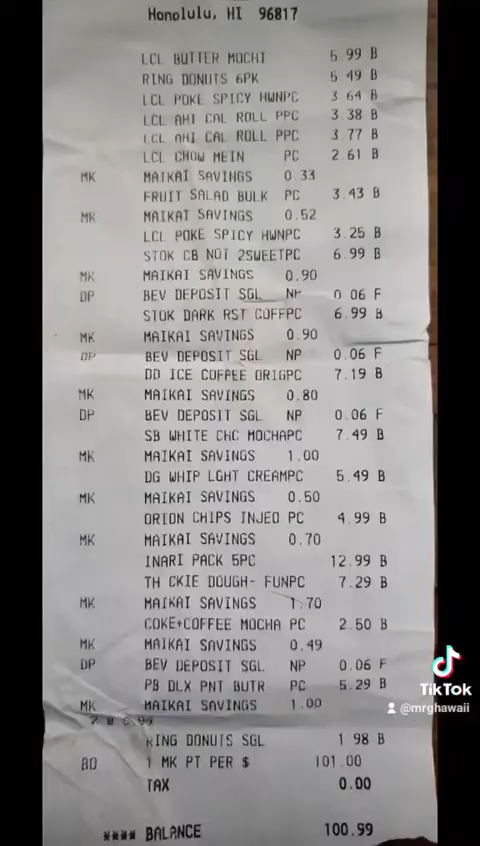 Honolulu, HI 96817
LCL BUTTER MOCHI 5.99 B
RING DONUTS 6PK 5.49 B
LCL POKE SPICY HWNPC 3.64 B
LCL AHI CAL ROLL PPC 3.38 B
LCL AHI CAL ROLL PPC 3.77 B
LCL CHOW MEIN PC 2.61 B
MK MAIKAI SAVINGS 0.33
FRUIT SALAD BULK PC 3.43 B
MK MAIKAI SAVINGS 0.52
LCL POKE SPICY HWNPC 3.25 B
STOK CB NOT 2SWEETPC 6.99 B
MK MAIKAI SAVINGS 0.90
DP BEV DEPOSIT SGL NP 0.06 F
STOK DARK RST COFFPC 6.99 B
MK MAIKAI SAVINGS 0.90
DP BEV DEPOSIT SGL NP 0.06 F
DD ICE COFFEE ORIGPC 7.19 B
MK MAIKAI SAVINGS 0.80
DP BEV DEPOSIT SGL NP 0.06 F
SB WHITE CHC MOCHAPC 7.49 B
MK MAIKAI SAVINGS 1.00
DG WHIP LGHT CREAMPC 5.49 B
MK MAIKAI SAVINGS 0.50
ORION CHIPS INJEO PC 4.99 B
MK MAIKAI SAVINGS 0.70
INARI PACK 5PC 12.99 B
TH CKIE DOUGH- FUNPC 7.29 B
MK MAIKAI SAVINGS 1.70
COKE+COFFEE MOCHA PC 2.50 B
MK MAIKAI SAVINGS 0.49
DP BEV DEPOSIT SGL NP 0.06 F
PB DLX PNT BUTR PC 5.29 B
MK MAIKAI SAVINGS 1.00
2 @ 0.99
RING DONUTS SGL 1 98 B
BD 1 MK PT PER $ 101.00
TAX 0.00
**** BALANCE 100.99
TikTok
@mrghawaii